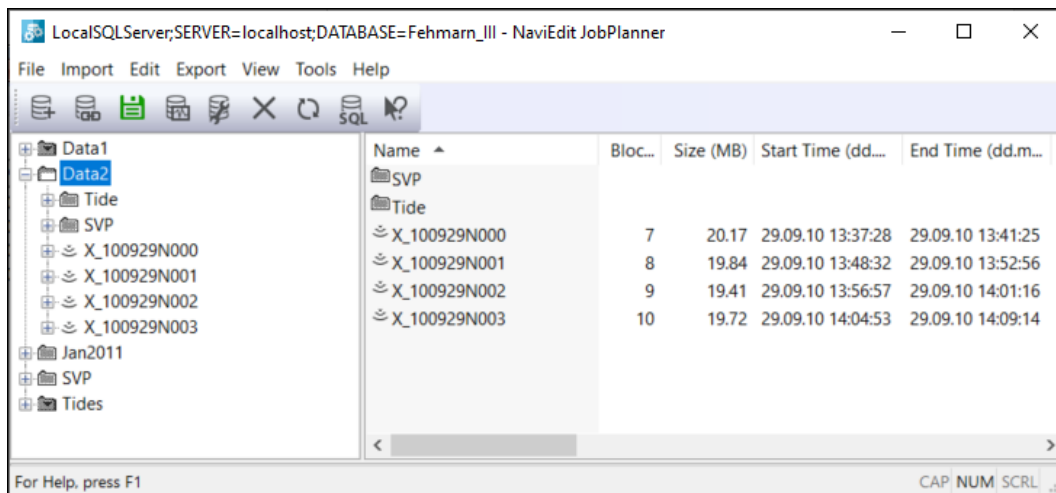 LocalSQLServer;SERVER=localhost;DATABASE=Fehmarn_III - NaviEdit JobPlanner
File Import Edit Export View Tools Help
SQL
Data1
Data2
Tide
SVP
X_100929N000
X_100929N001
X_100929N002
X_100929N003
Jan2011
SVP
Tides
Name Bloc... Size (MB) Start Time (dd.... End Time (dd.m...
SVP
Tide
X_100929N000 7 20.17 29.09.10 13:37:28 29.09.10 13:41:25
X_100929N001 8 19.84 29.09.10 13:48:32 29.09.10 13:52:56
X_100929N002 9 19.41 29.09.10 13:56:57 29.09.10 14:01:16
X_100929N003 10 19.72 29.09.10 14:04:53 29.09.10 14:09:14
For Help, press F1 CAP NUM SCRL